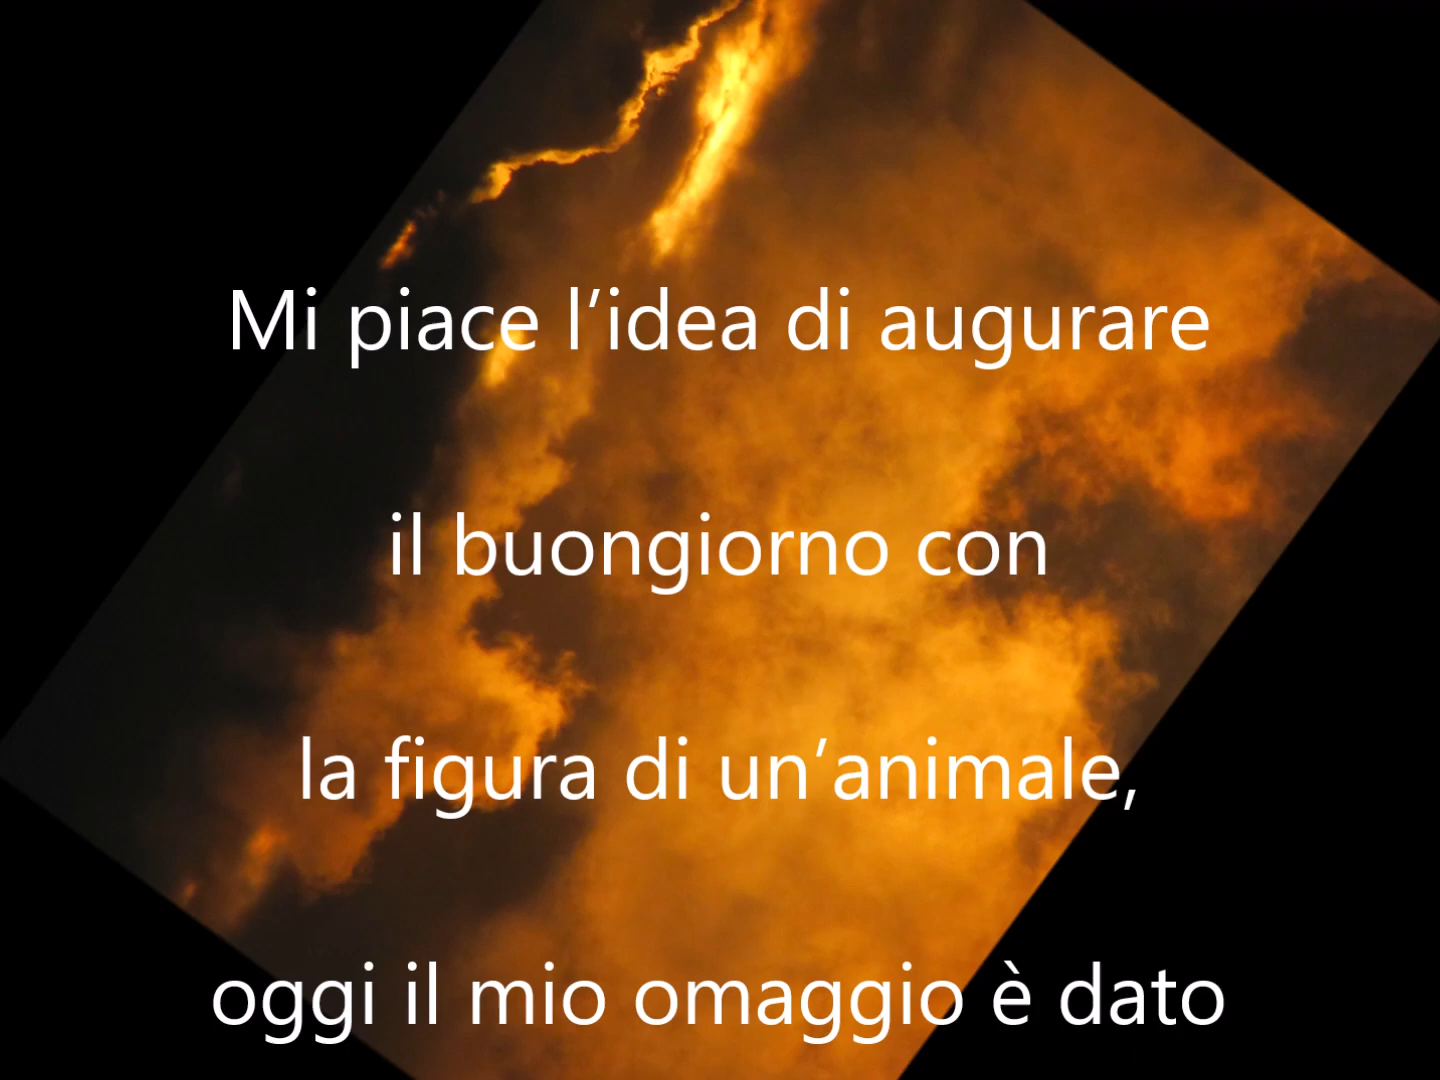 Mi piace l’idea di augurare
il buongiorno con
la figura di un’animale,
oggi il mio omaggio è dato